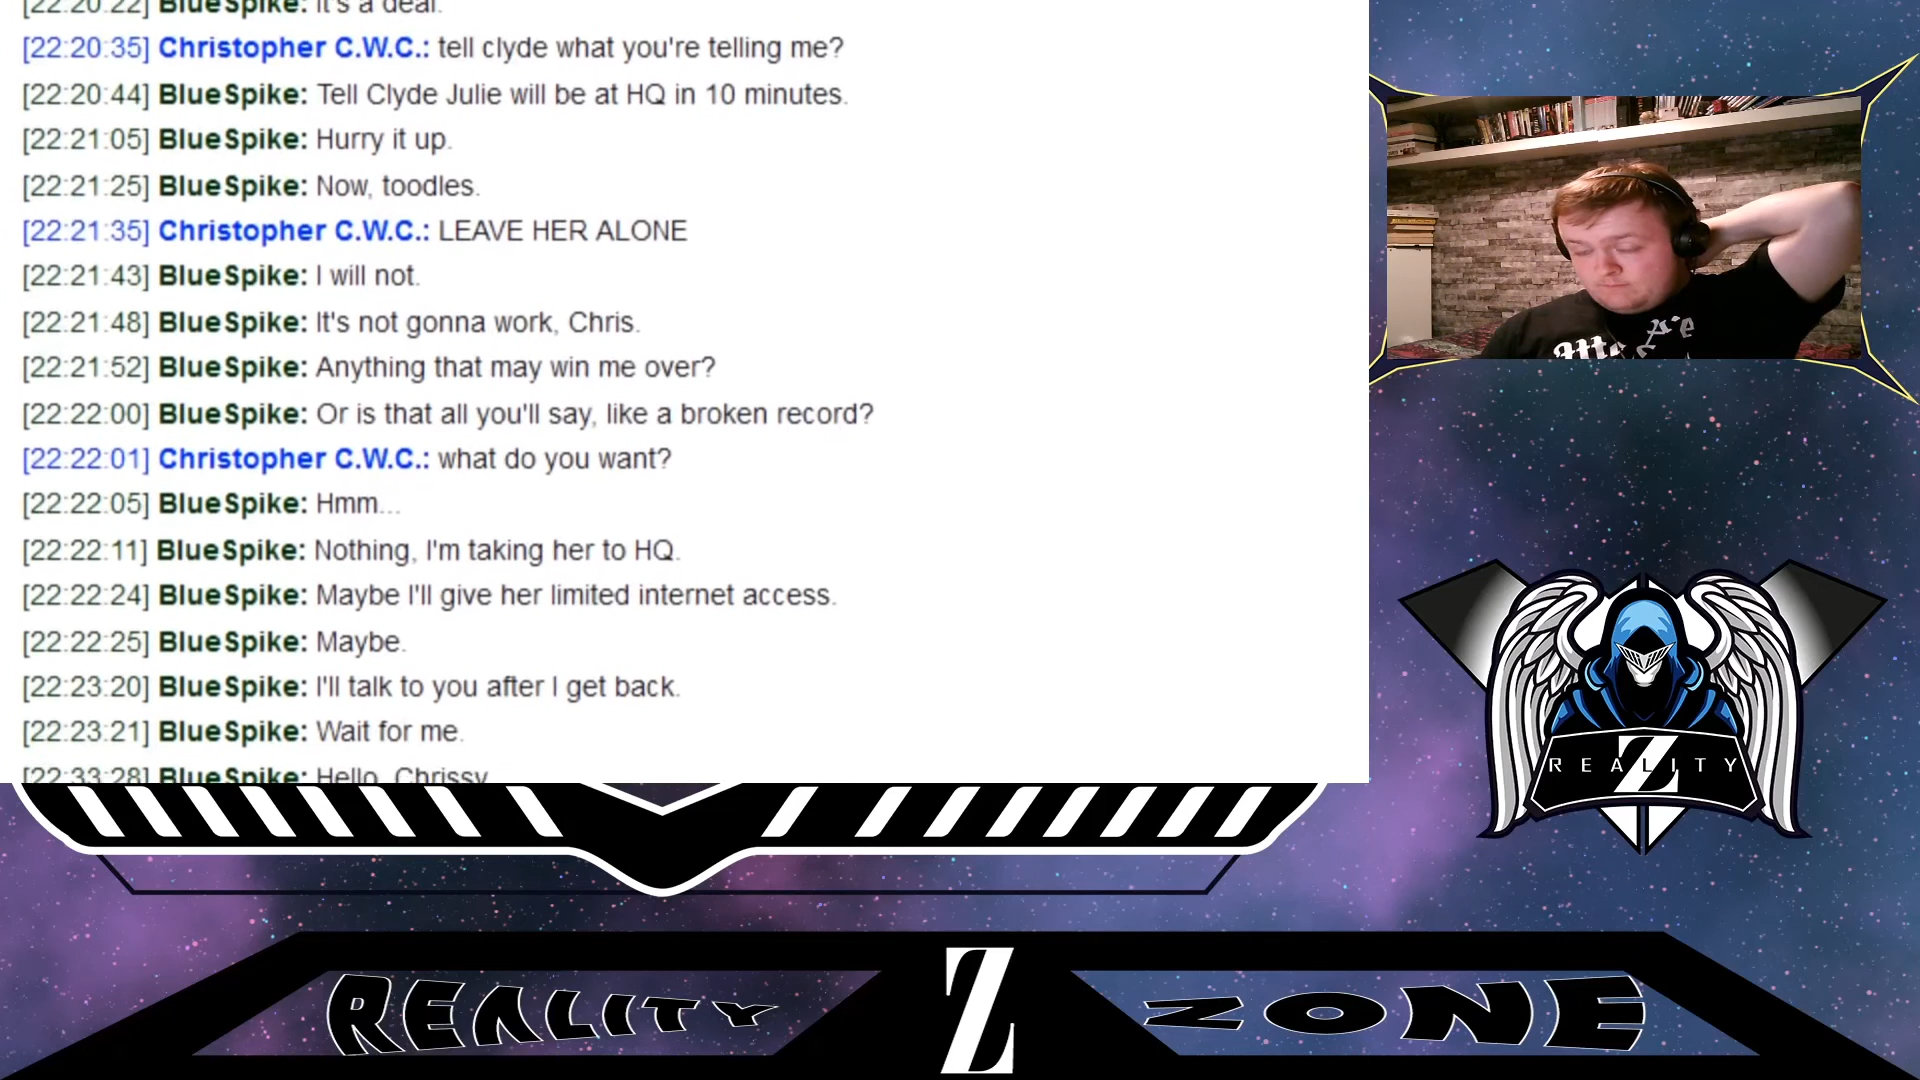 [22:20:22] BlueSpike: It's a deal.
[22:20:35] Christopher C.W.C.: tell clyde what you're telling me?
[22:20:44] BlueSpike: Tell Clyde Julie will be at HQ in 10 minutes.
[22:21:05] BlueSpike: Hurry it up.
[22:21:25] BlueSpike: Now, toodles.
[22:21:35] Christopher C.W.C.: LEAVE HER ALONE
[22:21:43] BlueSpike: I will not.
[22:21:48] BlueSpike: It's not gonna work, Chris.
[22:21:52] BlueSpike: Anything that may win me over?
[22:22:00] BlueSpike: Or is that all you'll say, like a broken record?
[22:22:01] Christopher C.W.C.: what do you want?
[22:22:05] BlueSpike: Hmm...
[22:22:11] BlueSpike: Nothing, I'm taking her to HQ.
[22:22:24] BlueSpike: Maybe I'll give her limited internet access.
[22:22:25] BlueSpike: Maybe.
[22:23:20] BlueSpike: I'll talk to you after I get back.
[22:23:21] BlueSpike: Wait for me.
[22:33:28] BlueSpike: Hello, Chrissy
REALITY
Z
REALITY Z ZONE